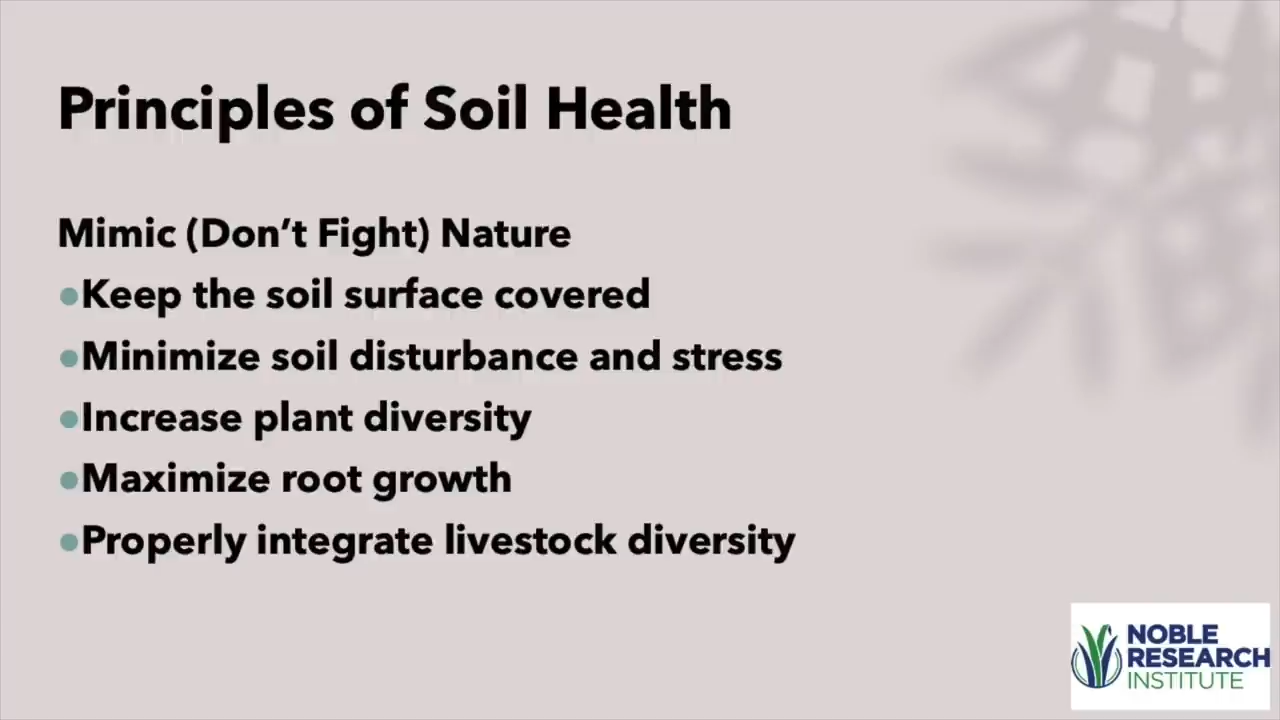 Principles of Soil Health
Mimic (Don't Fight) Nature
●Keep the soil surface covered
●Minimize soil disturbance and stress
●Increase plant diversity
●Maximize root growth
●Properly integrate livestock diversity
NOBLE
RESEARCH
INSTITUTE